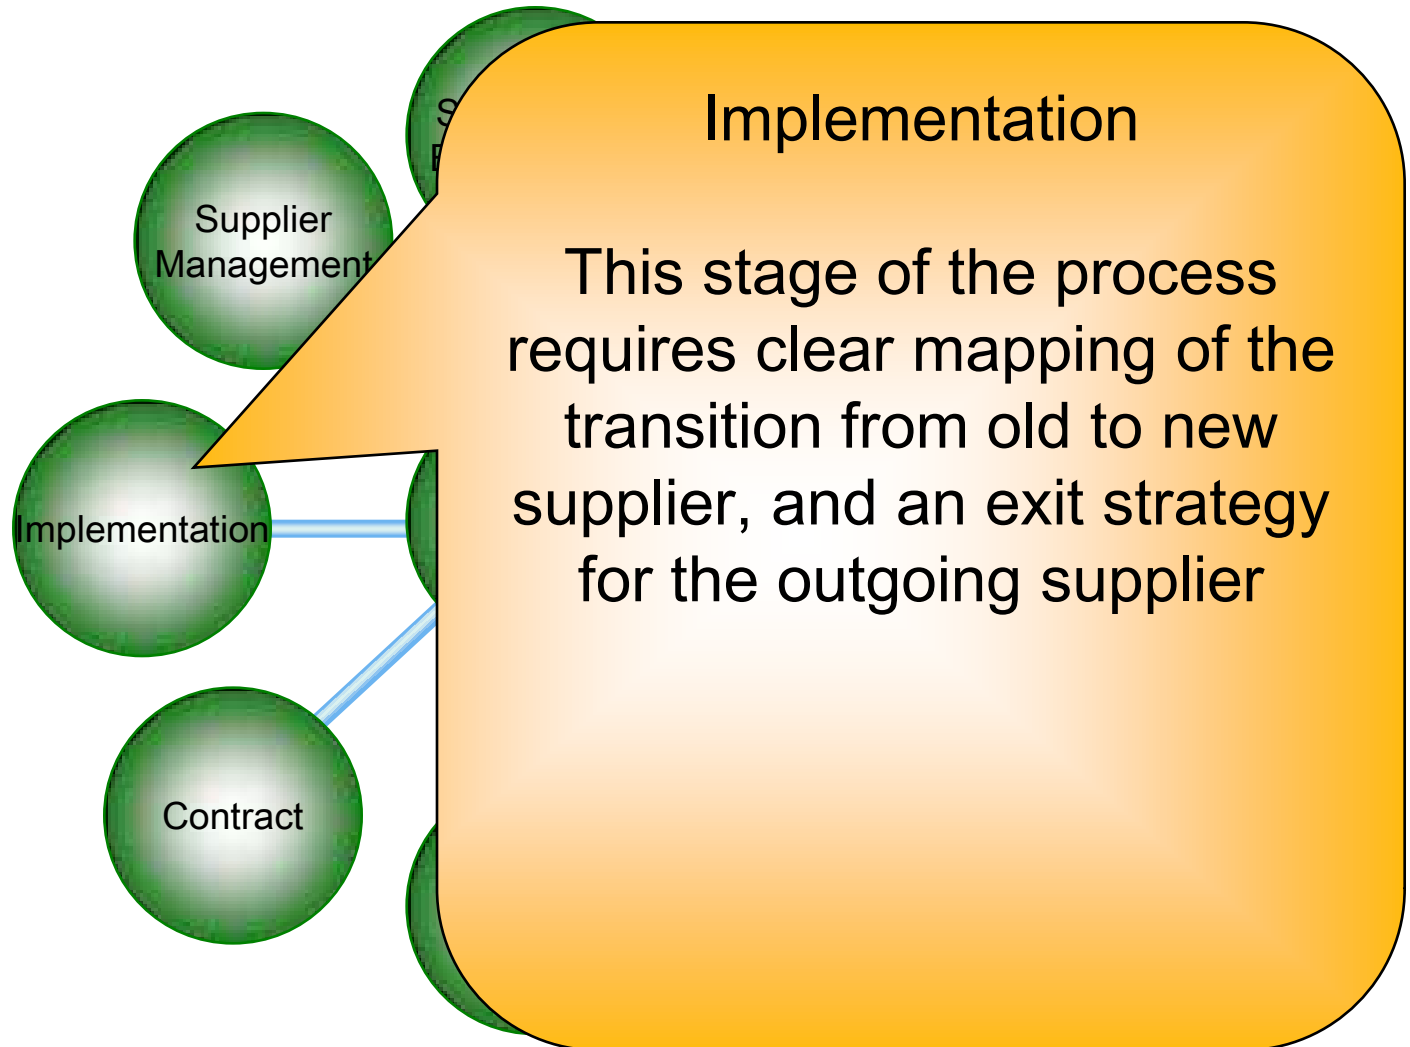 Supplier
Management
Implementation
Contract
Implementation
This stage of the process
requires clear mapping of the
transition from old to new
supplier, and an exit strategy
for the outgoing supplier